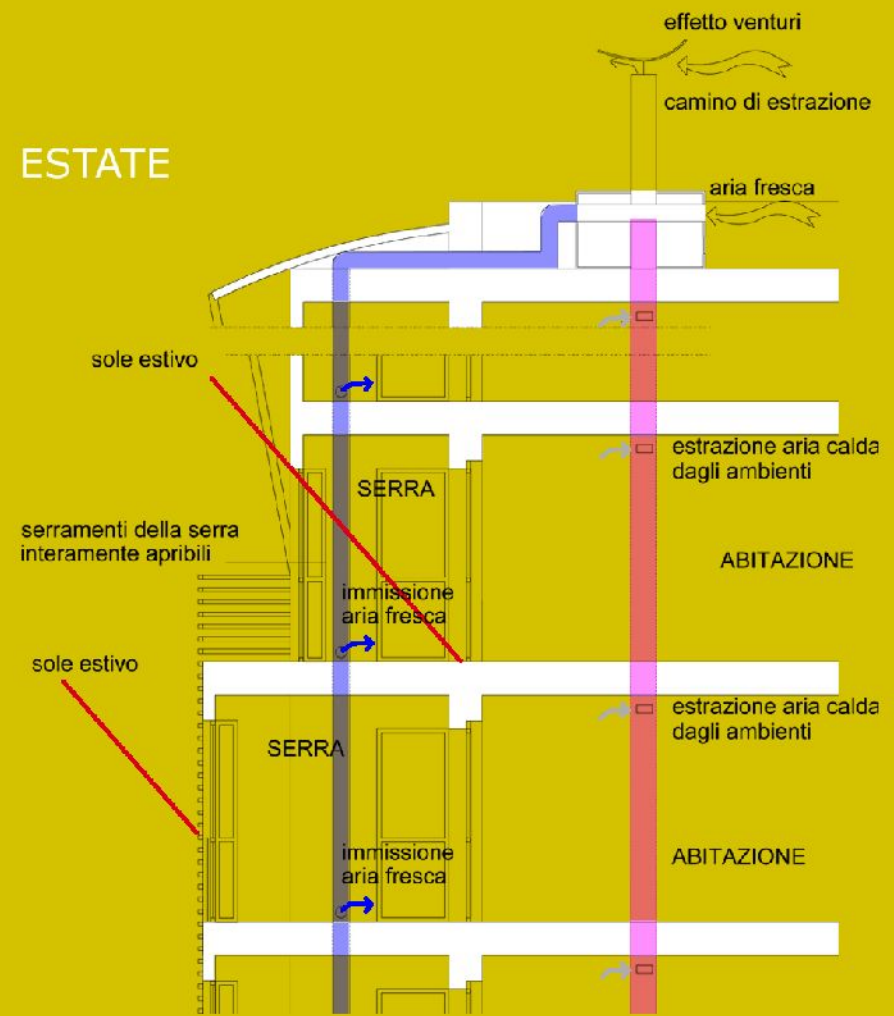 effetto venturi
camino di estrazione
ESTATE
aria fresca
sole estivo
estrazione aria calda
dagli ambienti
SERRA
serramenti della serra
interamente apribili
ABITAZIONE
immissione
aria fresca
sole estivo
estrazione aria calda
dagli ambienti
SERRA
immissione
aria fresca
ABITAZIONE